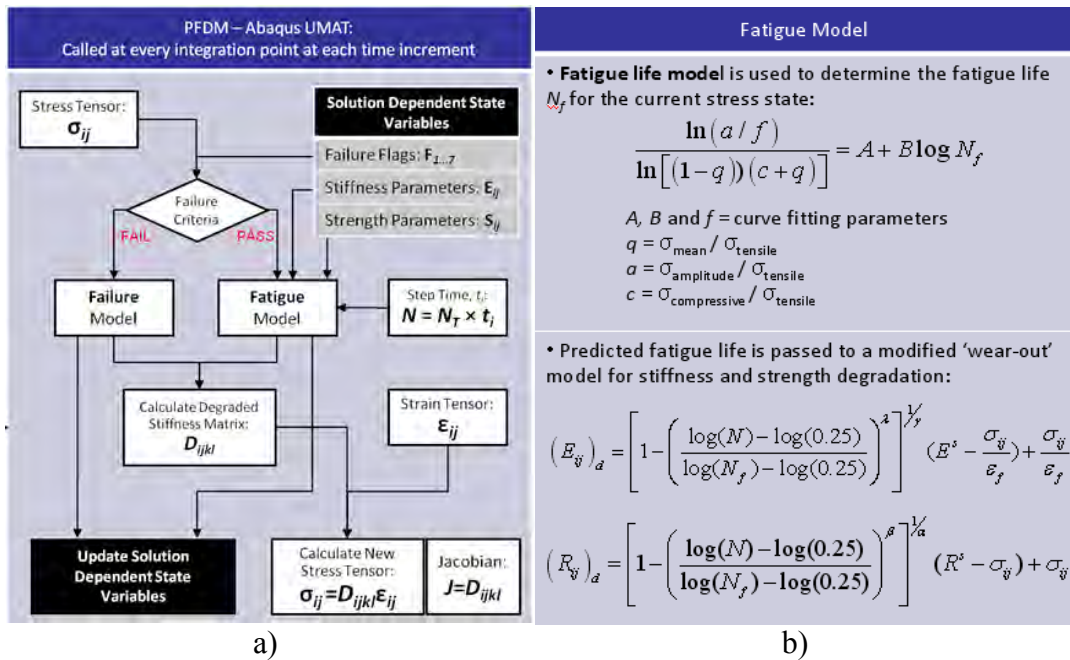 PFDM – Abaqus UMAT:
Called at every integration point at each time increment
Stress Tensor:
σij
Solution Dependent State
Variables
Failure Flags: F1..7
Stiffness Parameters: Eij
Strength Parameters: Sij
Failure
Criteria
FAIL
PASS
Failure
Model
Fatigue
Model
Step Time, ti:
N = NT × ti
Calculate Degraded
Stiffness Matrix:
Dijkl
Strain Tensor:
εij
Update Solution
Dependent State
Variables
Calculate New
Stress Tensor:
σij=Dijklεij
Jacobian:
J=Dijkl
a)
Fatigue Model
• Fatigue life model is used to determine the fatigue life
Nf for the current stress state:
ln(a / f) / ln[(1−q))(c+q)] = A + B log Nf
A, B and f = curve fitting parameters
q = σmean / σtensile
a = σamplitude / σtensile
c = σcompressive / σtensile
• Predicted fatigue life is passed to a modified 'wear-out'
model for stiffness and strength degradation:
(Eij)d = [1−((log(N)−log(0.25)) / (log(Nf)−log(0.25)))^λ]^1/γ (E^s − σij/εf) + σij/εf
(Rij)d = [1−((log(N)−log(0.25)) / (log(Nf)−log(0.25)))^β]^1/α (R^s − σij) + σij
b)